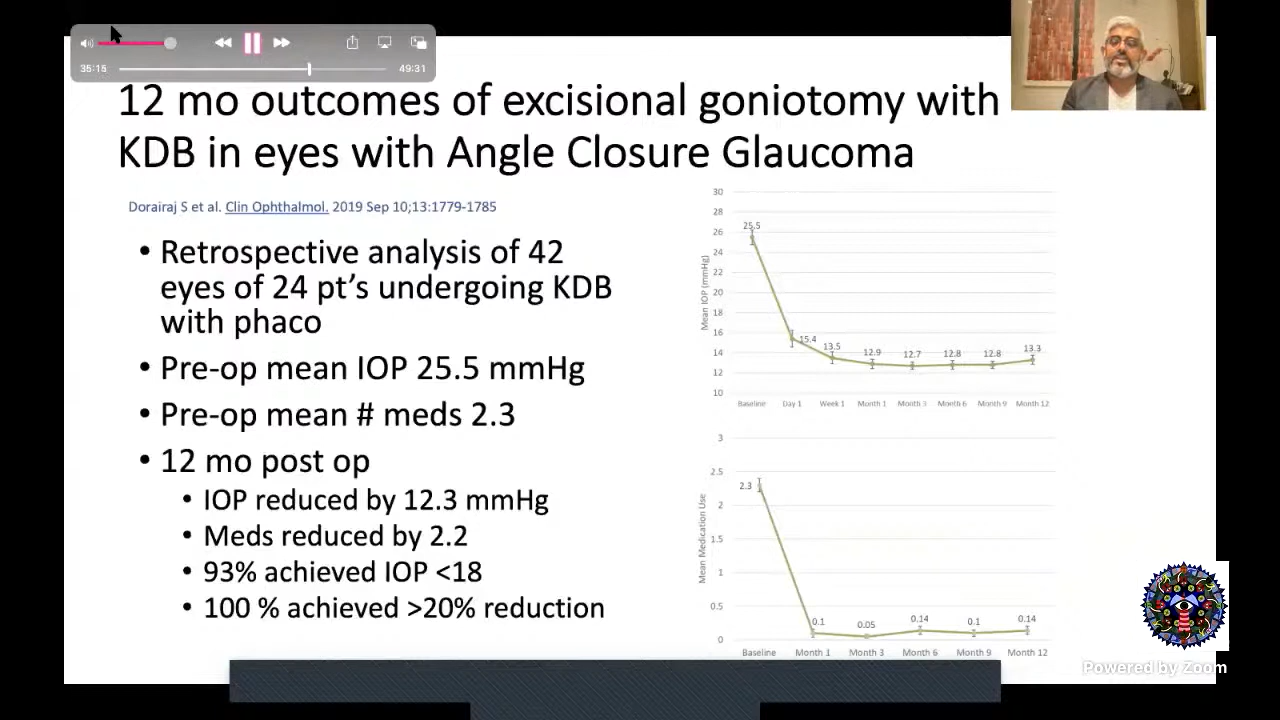 35:15
49:31
12 mo outcomes of excisional goniotomy with
KDB in eyes with Angle Closure Glaucoma
Dorairaj S et al. Clin Ophthalmol. 2019 Sep 10;13:1779-1785
• Retrospective analysis of 42
eyes of 24 pt's undergoing KDB
with phaco
• Pre-op mean IOP 25.5 mmHg
• Pre-op mean # meds 2.3
• 12 mo post op
• IOP reduced by 12.3 mmHg
• Meds reduced by 2.2
• 93% achieved IOP <18
• 100 % achieved >20% reduction
Mean IOP (mmHg)
30
28
26
24
22
20
18
16
14
12
10
25.5
15.4
13.5
12.9
12.7
12.8
12.8
13.3
Baseline Day 1 Week 1 Month 1 Month 3 Month 6 Month 9 Month 12
Mean Medication Use
3
2.5
2
1.5
1
0.5
0
2.3
0.1
0.05
0.14
0.1
0.14
Baseline Month 1 Month 3 Month 6 Month 9 Month 12
Powered by Zoom